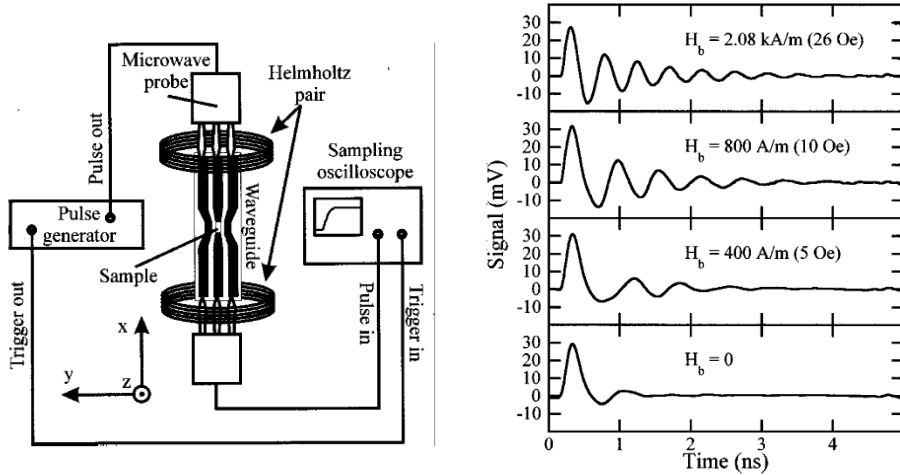 Microwave
probe
Helmholtz
pair
Pulse out
Sampling
oscilloscope
Pulse
generator
Waveguide
Sample
Trigger out
Pulse in
Trigger in
x
y
z
Signal (mV)
30
20
10
0
-10
H_b = 2.08 kA/m (26 Oe)
30
20
10
0
-10
H_b = 800 A/m (10 Oe)
30
20
10
0
-10
H_b = 400 A/m (5 Oe)
30
20
10
0
-10
H_b = 0
0 1 2 3 4
Time (ns)